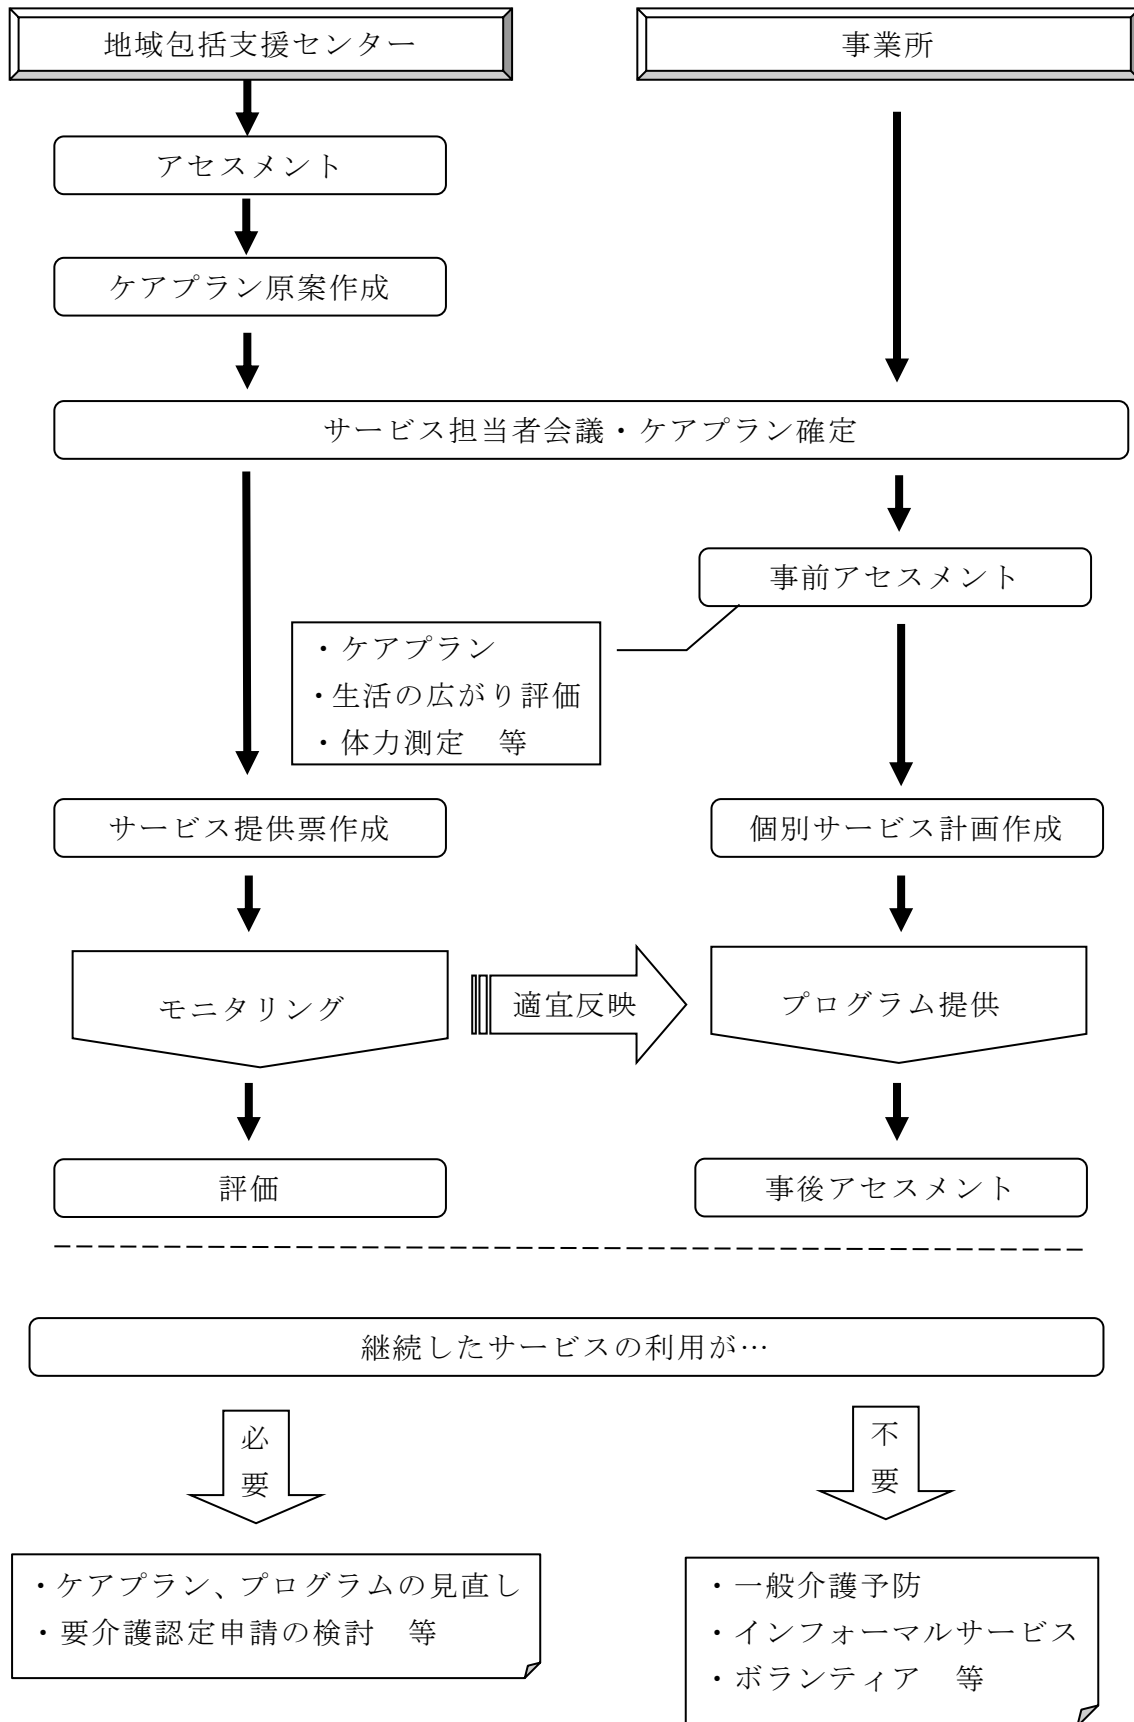 地域包括支援センター
事業所
アセスメント
ケアプラン原案作成
サービス担当者会議・ケアプラン確定
事前アセスメント
・ケアプラン
・生活の広がり評価
・体力測定　等
サービス提供票作成
個別サービス計画作成
モニタリング
適宜反映
プログラム提供
評価
事後アセスメント
継続したサービスの利用が…
必要
不要
・ケアプラン、プログラムの見直し
・要介護認定申請の検討　等
・一般介護予防
・インフォーマルサービス
・ボランティア　等